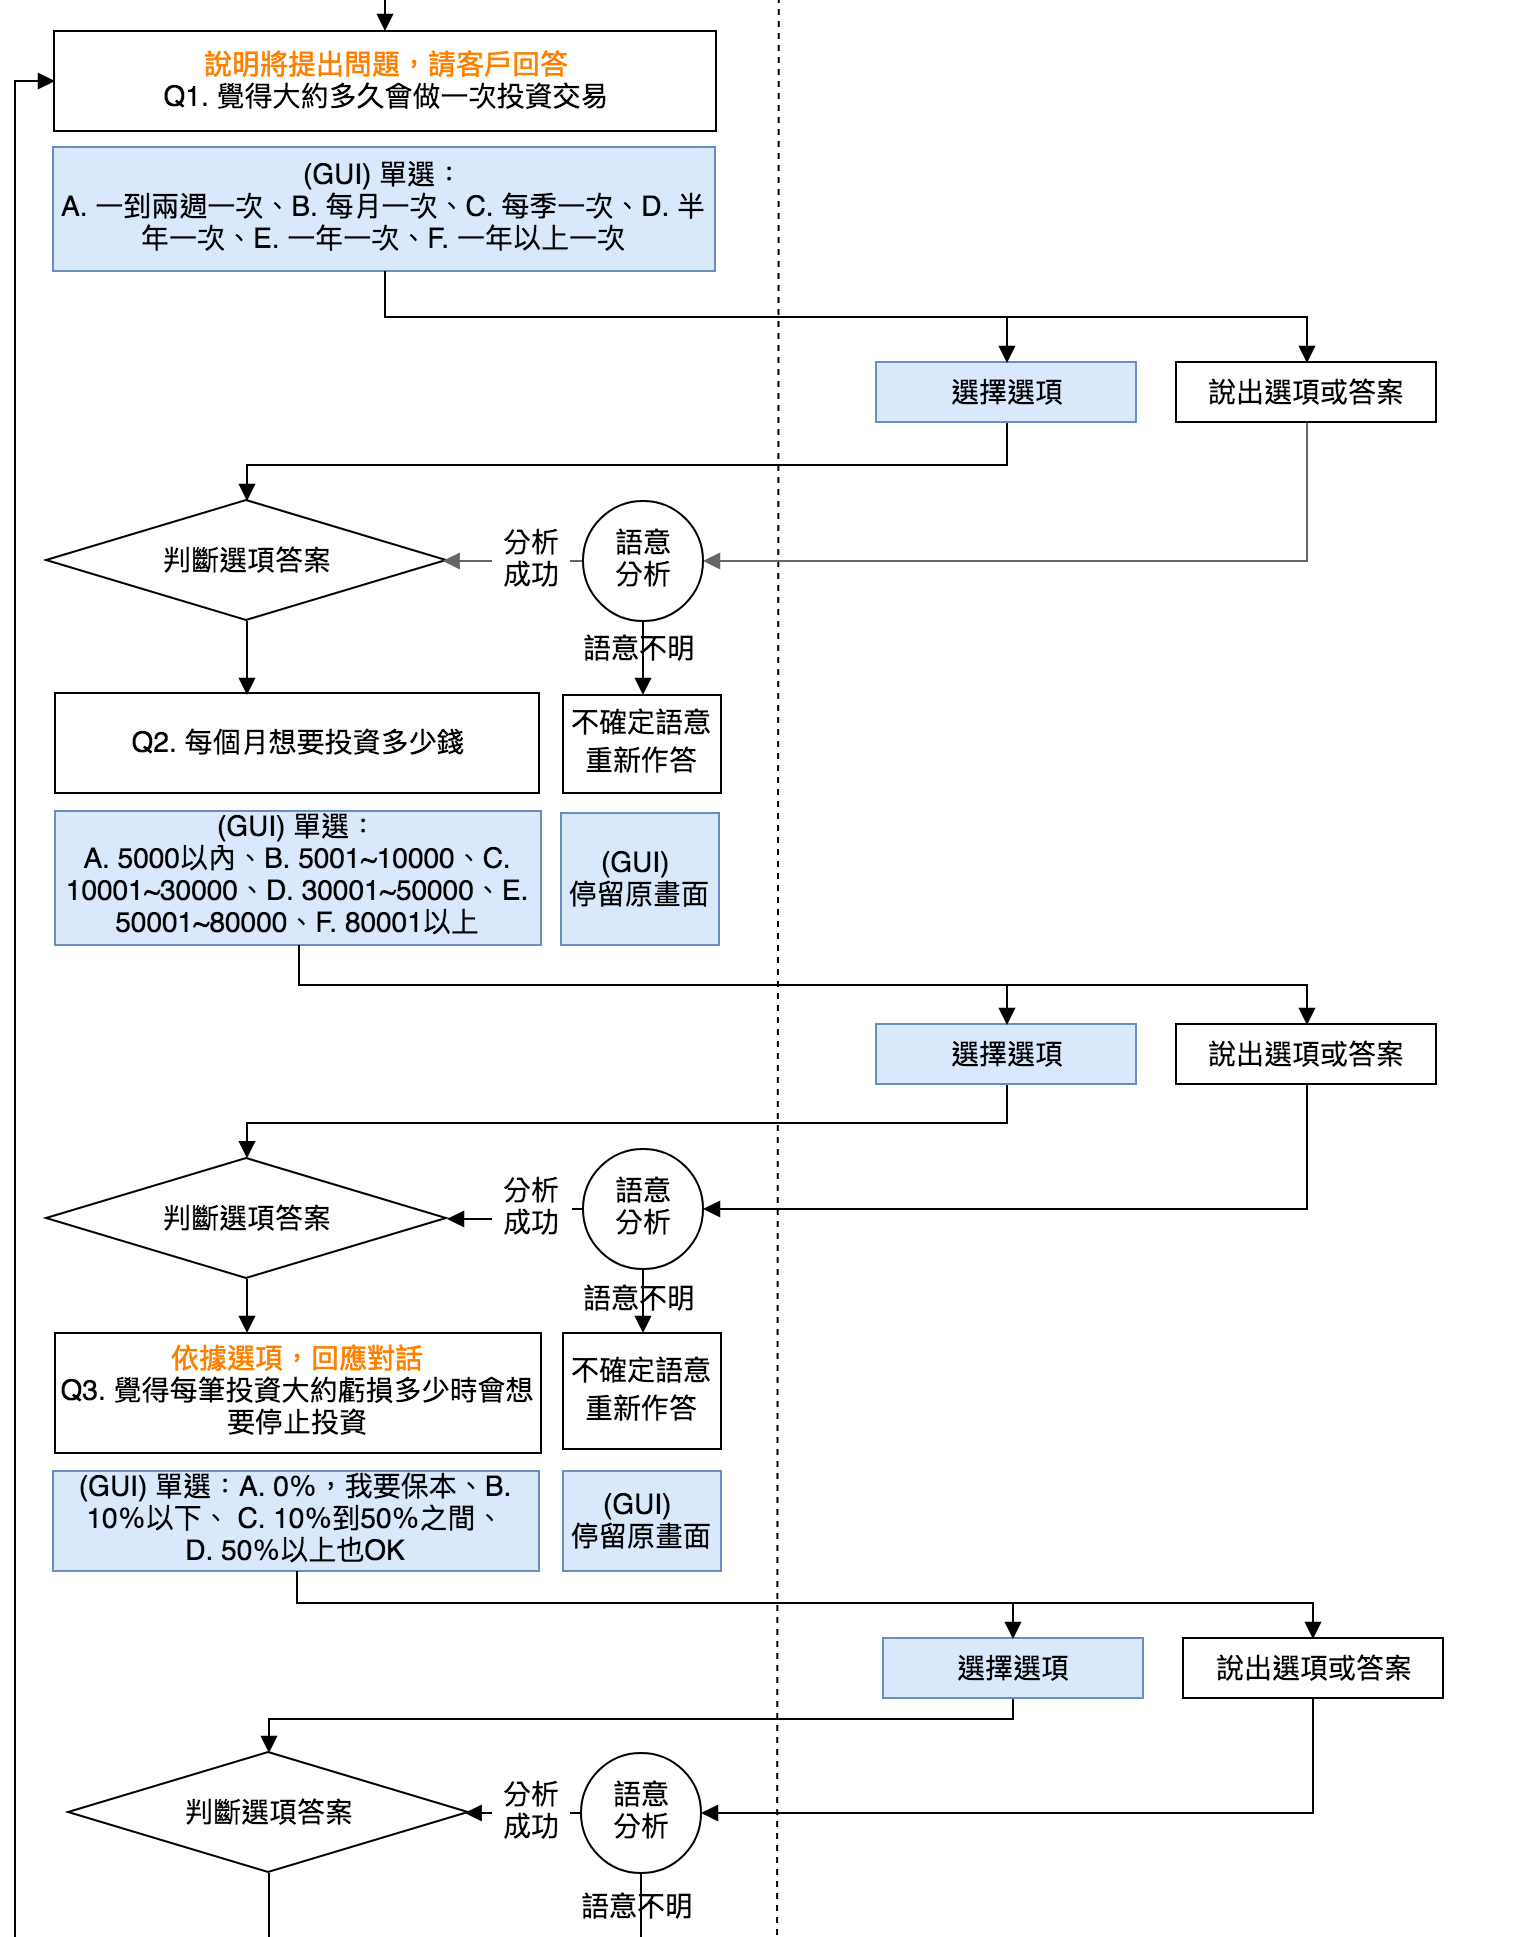 說明將提出問題，請客戶回答
Q1. 覺得大約多久會做一次投資交易
(GUI) 單選：
A. 一到兩週一次、B. 每月一次、C. 每季一次、D. 半
年一次、E. 一年一次、F. 一年以上一次
選擇選項
說出選項或答案
判斷選項答案
分析
成功
語意
分析
語意不明
Q2. 每個月想要投資多少錢
不確定語意
重新作答
(GUI) 單選：
A. 5000以內、B. 5001~10000、C.
10001~30000、D. 30001~50000、E.
50001~80000、F. 80001以上
(GUI)
停留原畫面
選擇選項
說出選項或答案
判斷選項答案
分析
成功
語意
分析
語意不明
依據選項，回應對話
Q3. 覺得每筆投資大約虧損多少時會想
要停止投資
不確定語意
重新作答
(GUI) 單選：A. 0%，我要保本、B.
10%以下、 C. 10%到50%之間、
D. 50%以上也OK
(GUI)
停留原畫面
選擇選項
說出選項或答案
判斷選項答案
分析
成功
語意
分析
語意不明